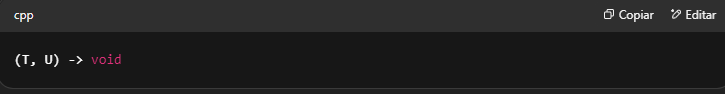 cpp Copiar Editar
(T, U) -> void